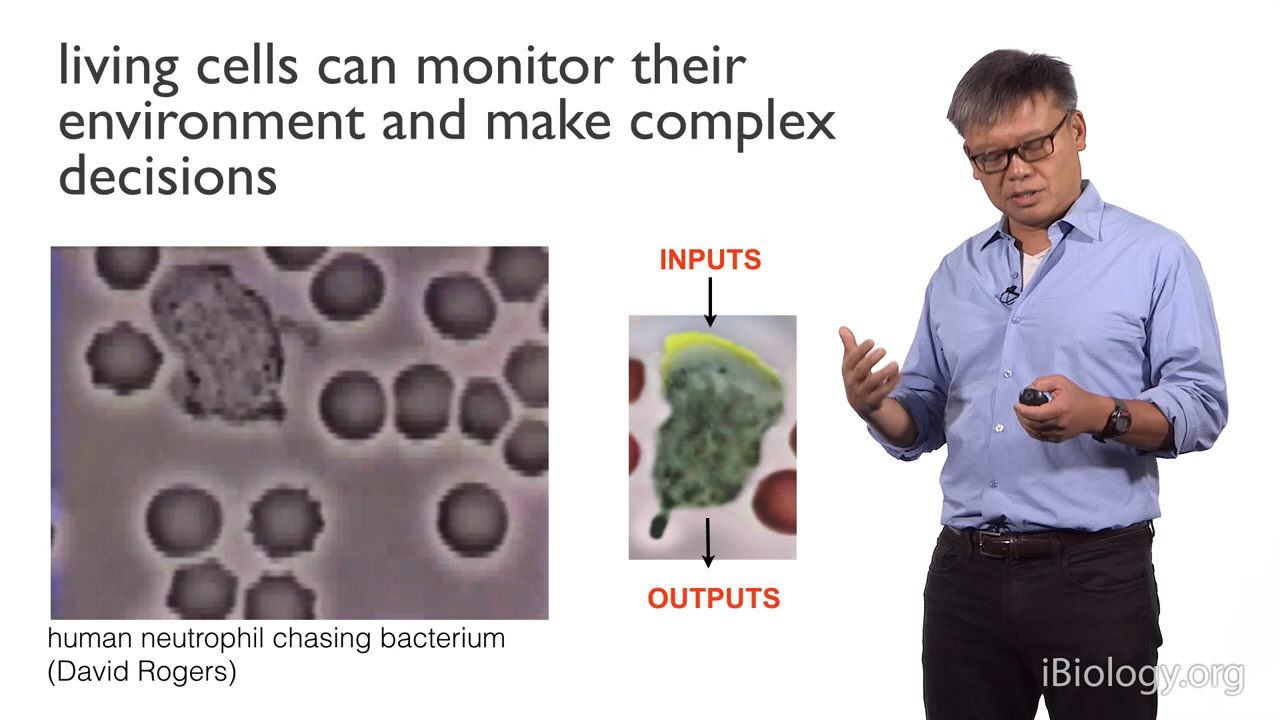 living cells can monitor their
environment and make complex
decisions
INPUTS
OUTPUTS
human neutrophil chasing bacterium
(David Rogers)
iBiology.org